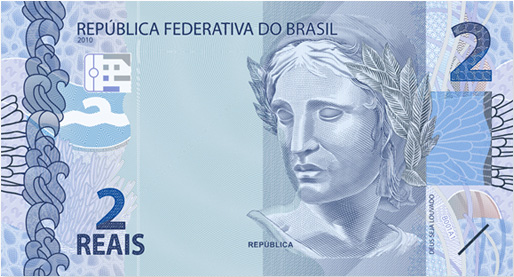 REPÚBLICA FEDERATIVA DO BRASIL
2010
2
2
REAIS
REPÚBLICA
DEUS SEJA LOUVADO